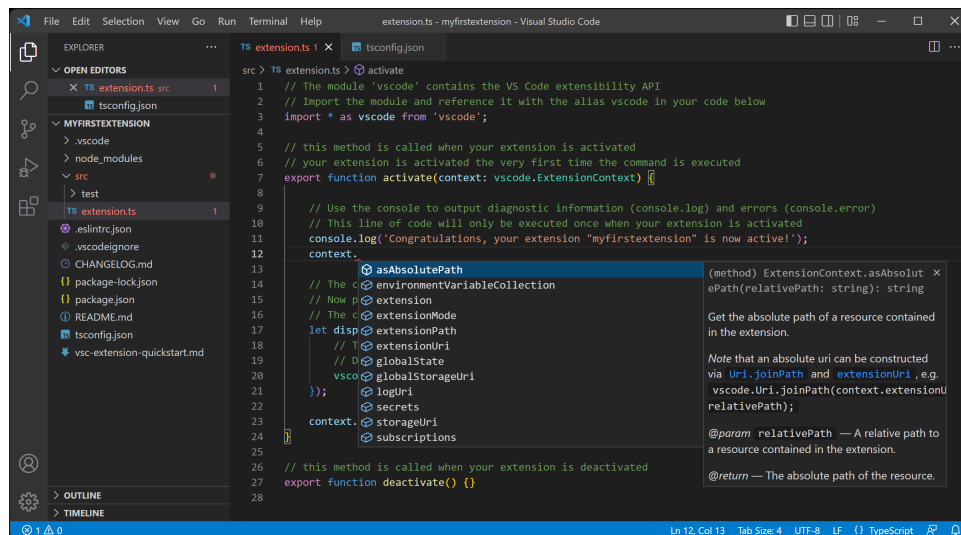 File Edit Selection View Go Run Terminal Help extension.ts - myfirstextension - Visual Studio Code
EXPLORER ...
OPEN EDITORS
TS extension.ts src 1
tsconfig.json
MYFIRSTEXTENSION
.vscode
node_modules
src
test
TS extension.ts 1
.eslintrc.json
.vscodeignore
CHANGELOG.md
{} package-lock.json
{} package.json
README.md
TS tsconfig.json
vsc-extension-quickstart.md
OUTLINE
TIMELINE
TS extension.ts 1 TS tsconfig.json
src > TS extension.ts > activate
1 // The module 'vscode' contains the VS Code extensibility API
2 // Import the module and reference it with the alias vscode in your code below
3 import * as vscode from 'vscode';
4
5 // this method is called when your extension is activated
6 // your extension is activated the very first time the command is executed
7 export function activate(context: vscode.ExtensionContext) {
8
9 // Use the console to output diagnostic information (console.log) and errors (console.error)
10 // This line of code will only be executed once when your extension is activated
11 console.log('Congratulations, your extension "myfirstextension" is now active!');
12 context.
13
14 // The c
15 // Now p
16 // The c
17 let disp
18 // T
19 // D
20 vsco
21 });
22
23 context.
24 }
25
26 // this method is called when your extension is deactivated
27 export function deactivate() {}
28
asAbsolutePath
environmentVariableCollection
extension
extensionMode
extensionPath
extensionUri
globalState
globalStorageUri
logUri
secrets
storageUri
subscriptions
(method) ExtensionContext.asAbsolut
ePath(relativePath: string): string
Get the absolute path of a resource contained
in the extension.
Note that an absolute uri can be constructed
via Uri.joinPath and extensionUri , e.g.
vscode.Uri.joinPath(context.extensionU
relativePath);
@param relativePath — A relative path to
a resource contained in the extension.
@return — The absolute path of the resource.
1 0 Ln 12, Col 13 Tab Size: 4 UTF-8 LF {} TypeScript